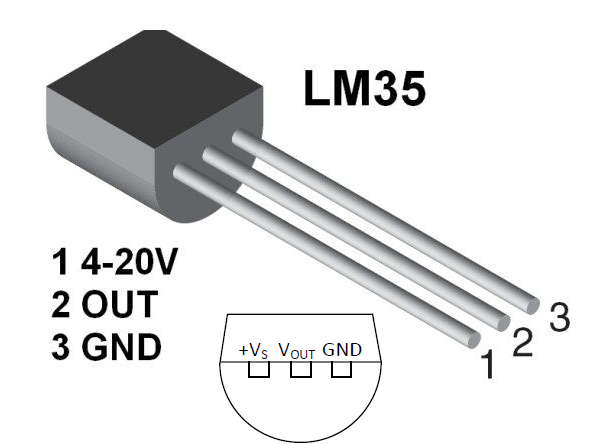 LM35
1 4-20V
2 OUT
3 GND
1
2
3
+VS VOUT GND